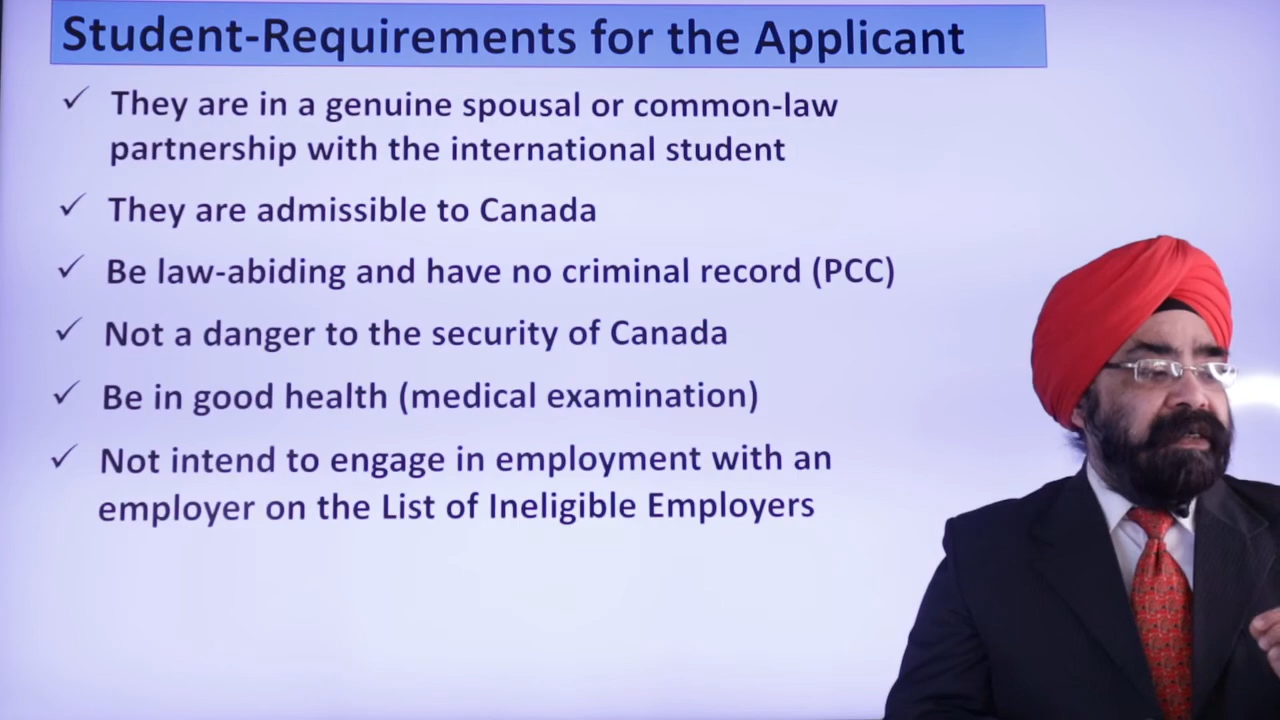 Student-Requirements for the Applicant
✓ They are in a genuine spousal or common-law
partnership with the international student
✓ They are admissible to Canada
✓ Be law-abiding and have no criminal record (PCC)
✓ Not a danger to the security of Canada
✓ Be in good health (medical examination)
✓ Not intend to engage in employment with an
employer on the List of Ineligible Employers